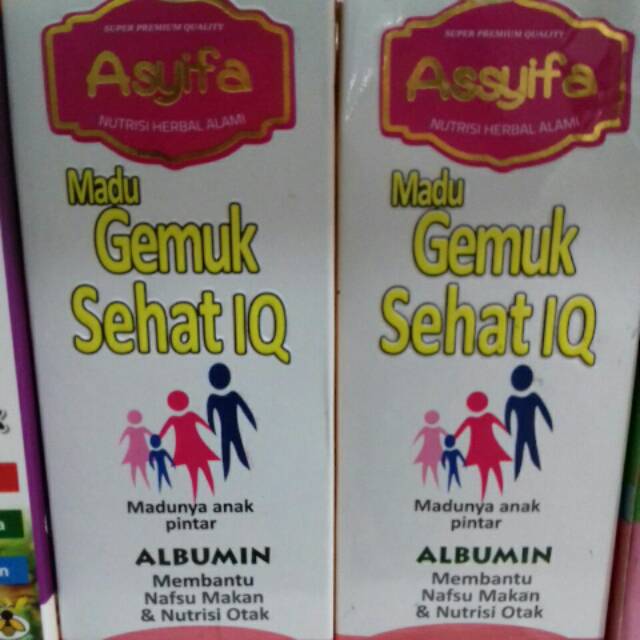 SUPER PREMIUM QUALITY
Asyifa
NUTRISI HERBAL ALAMI
Madu
Gemuk
Sehat IQ
Madunya anak
pintar
ALBUMIN
Membantu
Nafsu Makan
& Nutrisi Otak
SUPER PREMIUM QUALITY
Assyifa
NUTRISI HERBAL ALAMI
Madu
Gemuk
Sehat IQ
Madunya anak
pintar
ALBUMIN
Membantu
Nafsu Makan
& Nutrisi Otak